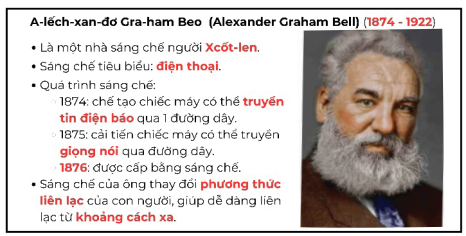 A-lếch-xan-đơ Gra-ham Beo (Alexander Graham Bell) (1874 - 1922)
• Là một nhà sáng chế người Xcốt-len.
• Sáng chế tiêu biểu: điện thoại.
• Quá trình sáng chế:
◦ 1874: chế tạo chiếc máy có thể truyền
tin điện báo qua 1 đường dây.
◦ 1875: cải tiến chiếc máy có thể truyền
giọng nói qua đường dây.
◦ 1876: được cấp bằng sáng chế.
• Sáng chế của ông thay đổi phương thức
liên lạc của con người, giúp dễ dàng liên
lạc từ khoảng cách xa.